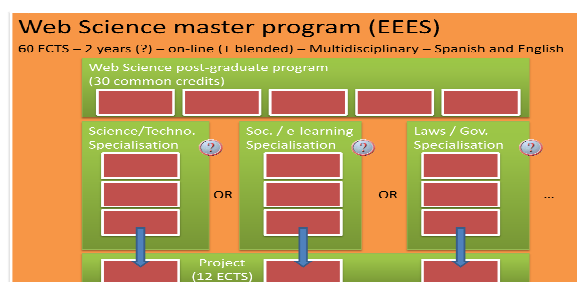 Web Science master program (EEES)
60 ECTS – 2 years (?) – on-line (+ blended) – Multidisciplinary – Spanish and English
Web Science post-graduate program
(30 common credits)
Science/Techno.
Specialisation
?
OR
Soc. / e-learning
Specialisation
?
OR
Laws / Gov.
Specialisation
?
...
Project
(12 ECTS)